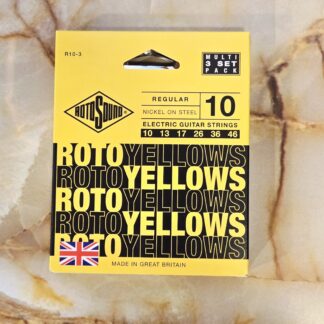 R10-3
ROTOSOUND
MULTI
3 SET
PACK
REGULAR
NICKEL ON STEEL
10
ELECTRIC GUITAR STRINGS
10 13 17 26 36 46
ROTOYELLOWS
ROTOYELLOWS
ROTOYELLOWS
ROTOYELLOWS
ROTOYELLOWS
MADE IN GREAT BRITAIN